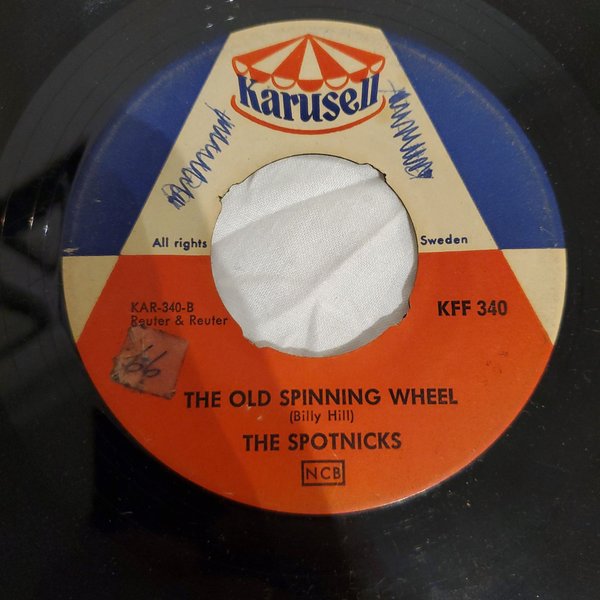 Karusell
All rights Sweden
KAR-340-B KFF 340
Reuter & Reuter
66
THE OLD SPINNING WHEEL
(Billy Hill)
THE SPOTNICKS
NCB